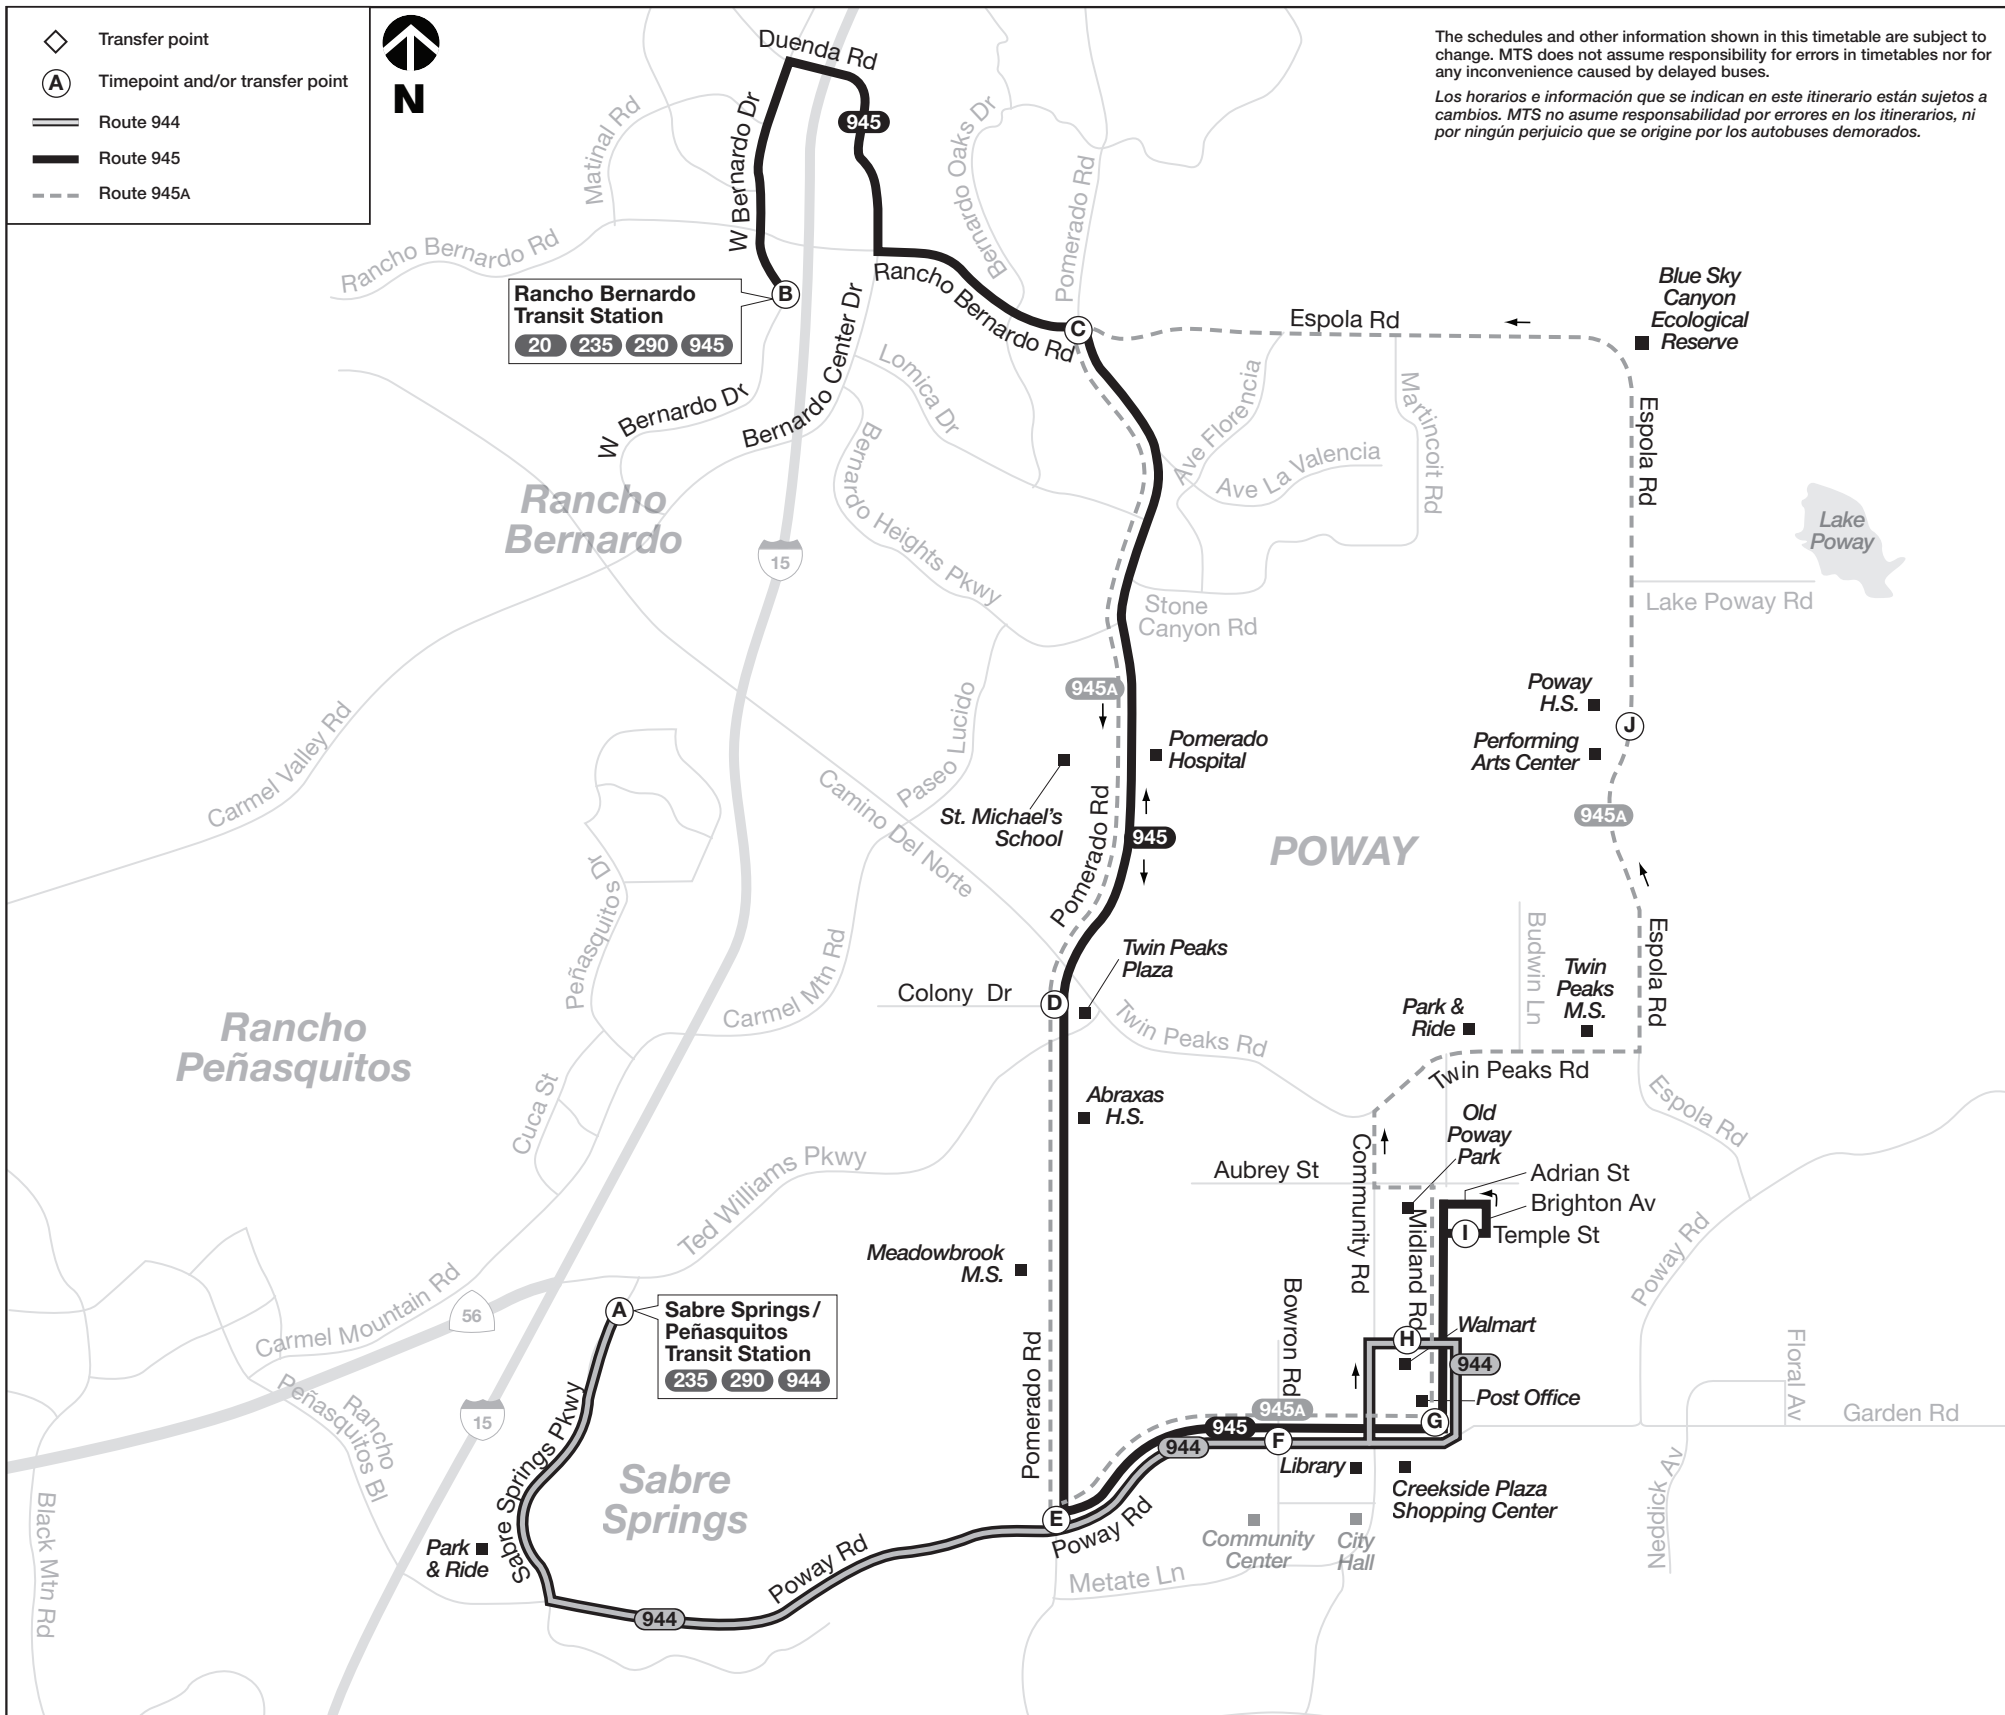 Transfer point
A
Timepoint and/or transfer point
Route 944
Route 945
Route 945A
N
The schedules and other information shown in this timetable are subject to
change. MTS does not assume responsibility for errors in timetables nor for
any inconvenience caused by delayed buses.
Los horarios e información que se indican en este itinerario están sujetos a
cambios. MTS no asume responsabilidad por errores en los itinerarios, ni
por ningún perjuicio que se origine por los autobuses demorados.
Duenda Rd
945
W Bernardo Dr
Matinal Rd
Bernardo Oaks Dr
Pomerado Rd
Rancho Bernardo Rd
Rancho Bernardo Rd
B
Rancho Bernardo
Transit Station
20 235 290 945
Bernardo Center Dr
W Bernardo Dr
C
Espola Rd
Blue Sky
Canyon
Ecological
Reserve
Lomica Dr
Ave Florencia
Ave La Valencia
Martincoit Rd
Espola Rd
Bernardo Heights Pkwy
Rancho
Bernardo
15
Lake
Poway
Lake Poway Rd
Stone
Canyon Rd
945A
Poway
H.S.
J
Performing
Arts Center
945A
Pomerado
Hospital
St. Michael's
School
Pomerado Rd
945
POWAY
Paseo Lucido
Camino Del Norte
Carmel Valley Rd
Peñasquitos Dr
Carmel Mtn Rd
Twin Peaks
Plaza
Colony Dr
D
Twin Peaks Rd
Budwin Ln
Twin
Peaks
M.S.
Park &
Ride
Espola Rd
Twin Peaks Rd
Espola Rd
Rancho
Peñasquitos
Cuca St
Abraxas
H.S.
Old
Poway
Park
Community Rd
Aubrey St
Adrian St
Brighton Av
I
Temple St
Midland Rd
Ted Williams Pkwy
Poway Rd
Meadowbrook
M.S.
Carmel Mountain Rd
56
A
Sabre Springs/
Peñasquitos
Transit Station
235 290 944
Bowron Rd
H
Walmart
944
Post Office
Floral Av
Garden Rd
Pomerado Rd
945A
945
944
F
G
Library
Creekside Plaza
Shopping Center
Neddick Av
Rancho
Peñasquitos Bl
15
Sabre Springs Pkwy
Sabre
Springs
Black Mtn Rd
Park
& Ride
E
Poway Rd
Community
Center
City
Hall
Poway Rd
Metate Ln
944